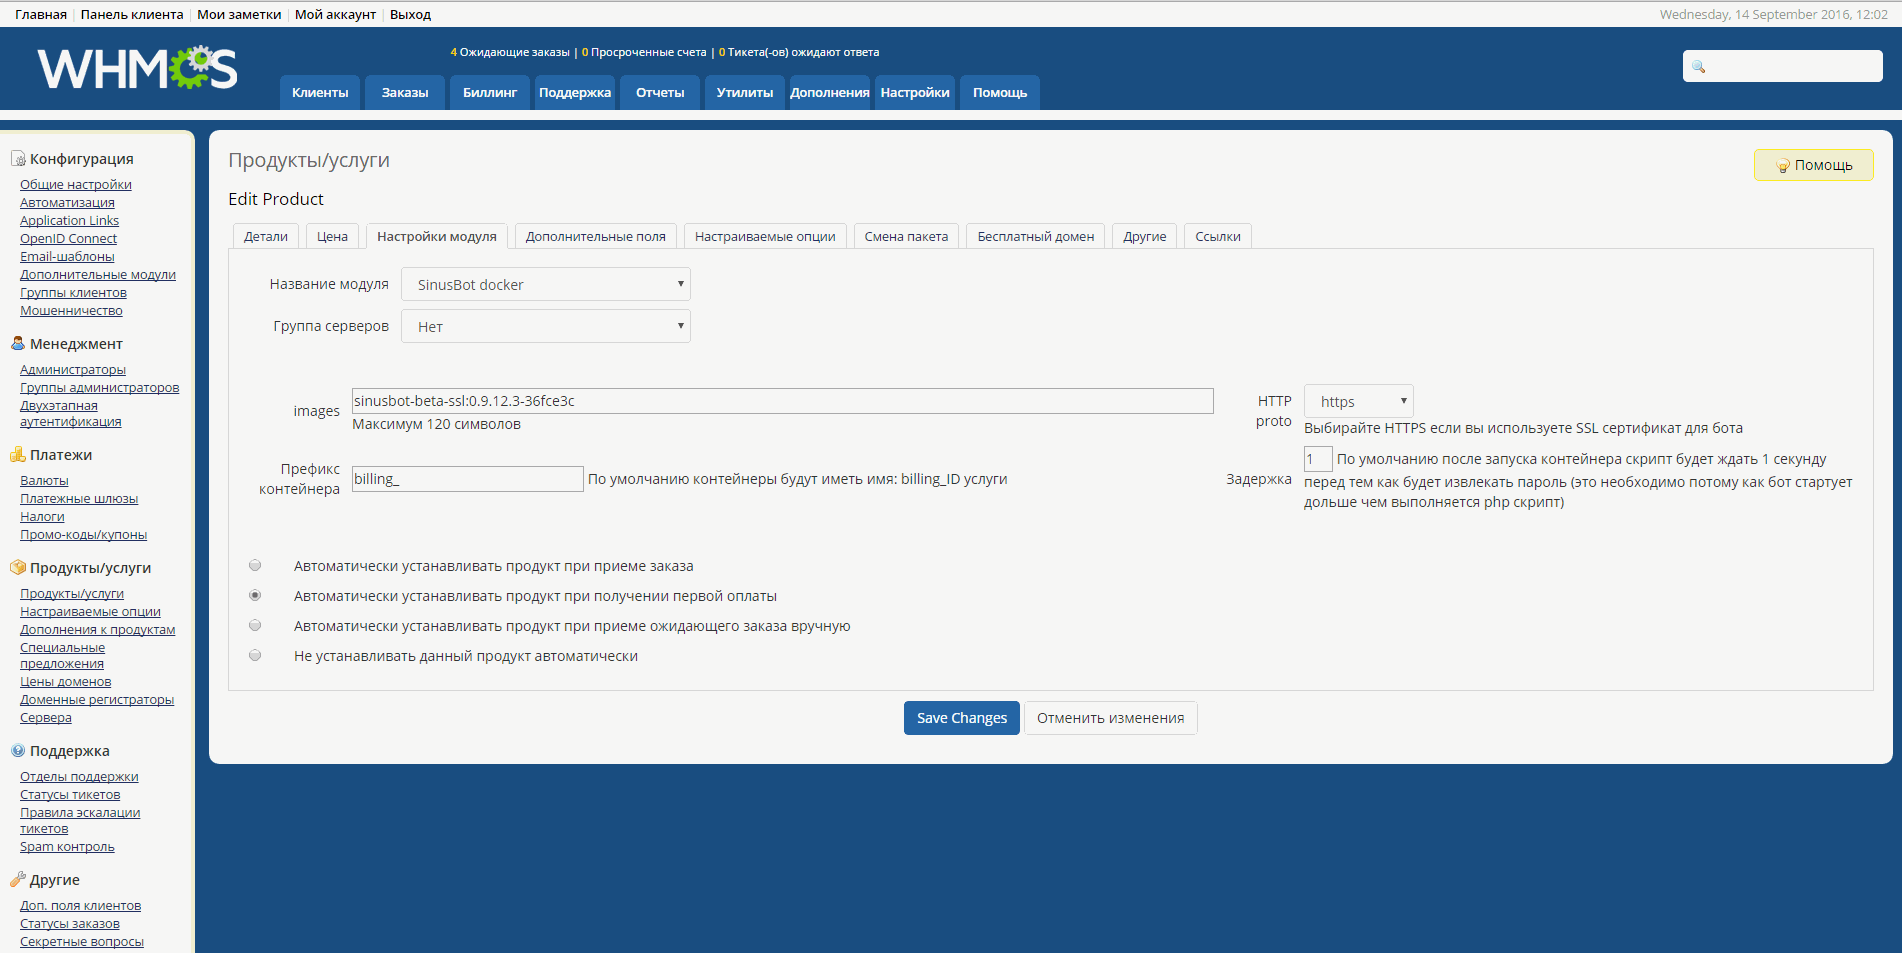 Главная | Панель клиента | Мои заметки | Мой аккаунт | Выход
Wednesday, 14 September 2016, 12:02
WHMCS
4 Ожидающие заказы | 0 Просроченные счета | 0 Тикета(-ов) ожидают ответа
Клиенты Заказы Биллинг Поддержка Отчеты Утилиты Дополнения Настройки Помощь
Конфигурация
Общие настройки
Автоматизация
Application Links
OpenID Connect
Email-шаблоны
Дополнительные модули
Группы клиентов
Мошенничество
Менеджмент
Администраторы
Группы администраторов
Двухэтапная
аутентификация
Платежи
Валюты
Платежные шлюзы
Налоги
Промо-коды/купоны
Продукты/услуги
Продукты/услуги
Настраиваемые опции
Дополнения к продуктам
Специальные
предложения
Цены доменов
Доменные регистраторы
Сервера
Поддержка
Отделы поддержки
Статусы тикетов
Правила эскалации
тикетов
Spam контроль
Другие
Доп. поля клиентов
Статусы заказов
Секретные вопросы
Продукты/услуги
Помощь
Edit Product
Детали Цена Настройки модуля Дополнительные поля Настраиваемые опции Смена пакета Бесплатный домен Другие Ссылки
Название модуля SinusBot docker
Группа серверов Нет
images sinusbot-beta-ssl:0.9.12.3-36fce3c
Максимум 120 символов
HTTP
proto
https
Выбирайте HTTPS если вы используете SSL сертификат для бота
Префикс
контейнера
billing_ По умолчанию контейнеры будут иметь имя: billing_ID услуги
Задержка
1 По умолчанию после запуска контейнера скрипт будет ждать 1 секунду
перед тем как будет извлекать пароль (это необходимо потому как бот стартует
дольше чем выполняется php скрипт)
Автоматически устанавливать продукт при приеме заказа
Автоматически устанавливать продукт при получении первой оплаты
Автоматически устанавливать продукт при приеме ожидающего заказа вручную
Не устанавливать данный продукт автоматически
Save Changes Отменить изменения